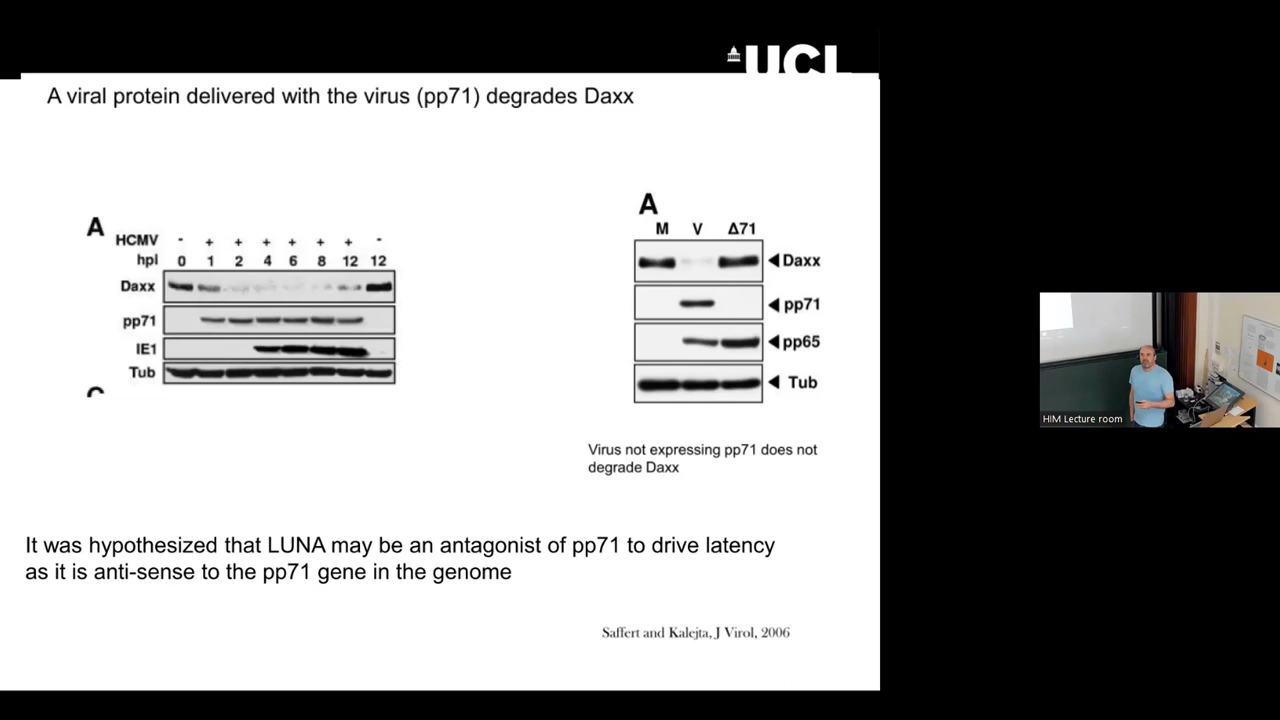 UCL
A viral protein delivered with the virus (pp71) degrades Daxx
A
HCMV - + + + + + + -
hpI 0 1 2 4 6 8 12 12
Daxx
pp71
IE1
Tub
A
M V Δ71
Daxx
pp71
pp65
Tub
Virus not expressing pp71 does not
degrade Daxx
It was hypothesized that LUNA may be an antagonist of pp71 to drive latency
as it is anti-sense to the pp71 gene in the genome
Saffert and Kalejta, J Virol, 2006
HIM Lecture room